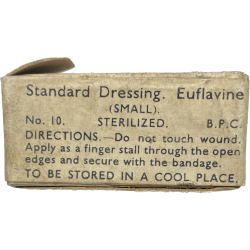 Standard Dressing. Euflavine
(SMALL).
No. 10. STERILIZED. B.P.C.
DIRECTIONS.—Do not touch wound.
Apply as a finger stall through the open
edges and secure with the bandage.
TO BE STORED IN A COOL PLACE.